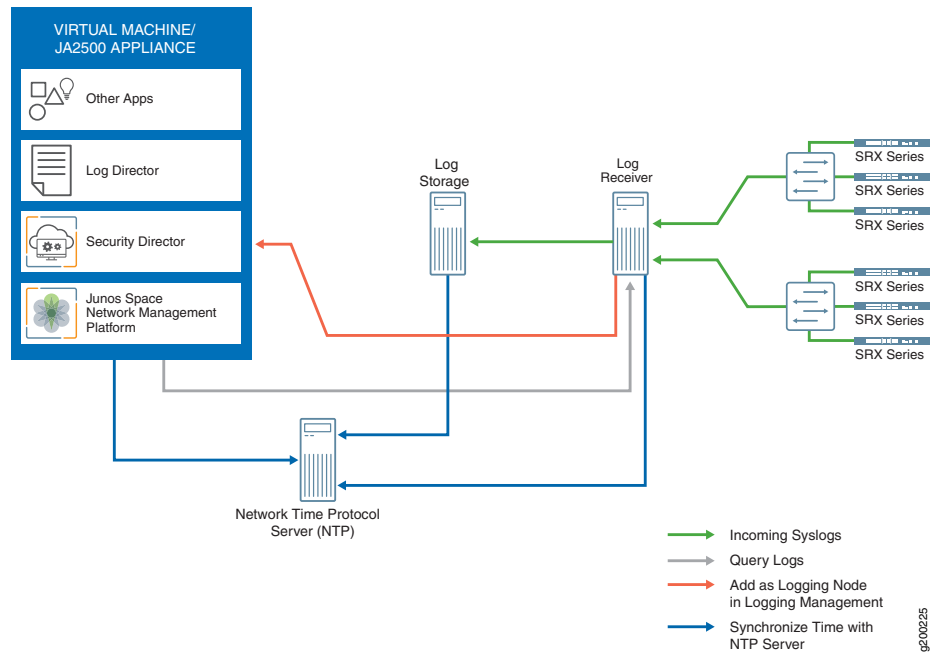 VIRTUAL MACHINE/
JA2500 APPLIANCE
Other Apps
Log Director
Security Director
Junos Space
Network Management
Platform
Log
Storage
Log
Receiver
SRX Series
SRX Series
SRX Series
SRX Series
SRX Series
SRX Series
Network Time Protocol
Server (NTP)
Incoming Syslogs
Query Logs
Add as Logging Node
in Logging Management
Synchronize Time with
NTP Server
g200225